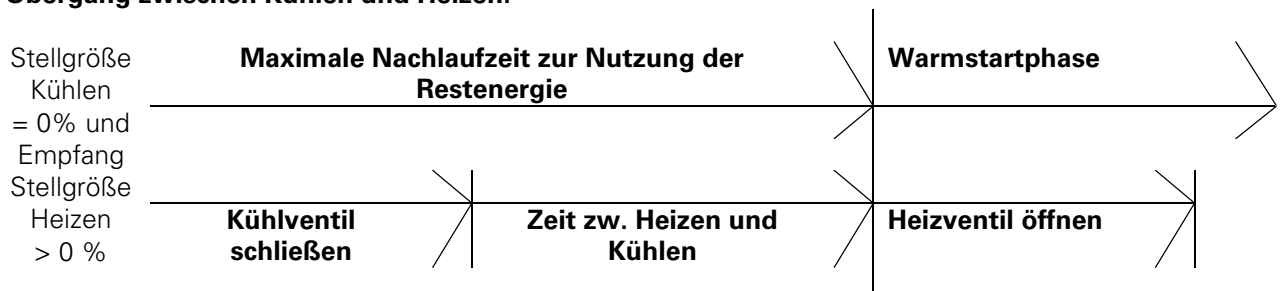 Übergang zwischen Kühlen und Heizen:
Stellgröße
Kühlen
= 0% und
Empfang
Stellgröße
Heizen
> 0 %
Maximale Nachlaufzeit zur Nutzung der
Restenergie
Warmstartphase
Kühlventil
schließen
Zeit zw. Heizen und
Kühlen
Heizventil öffnen